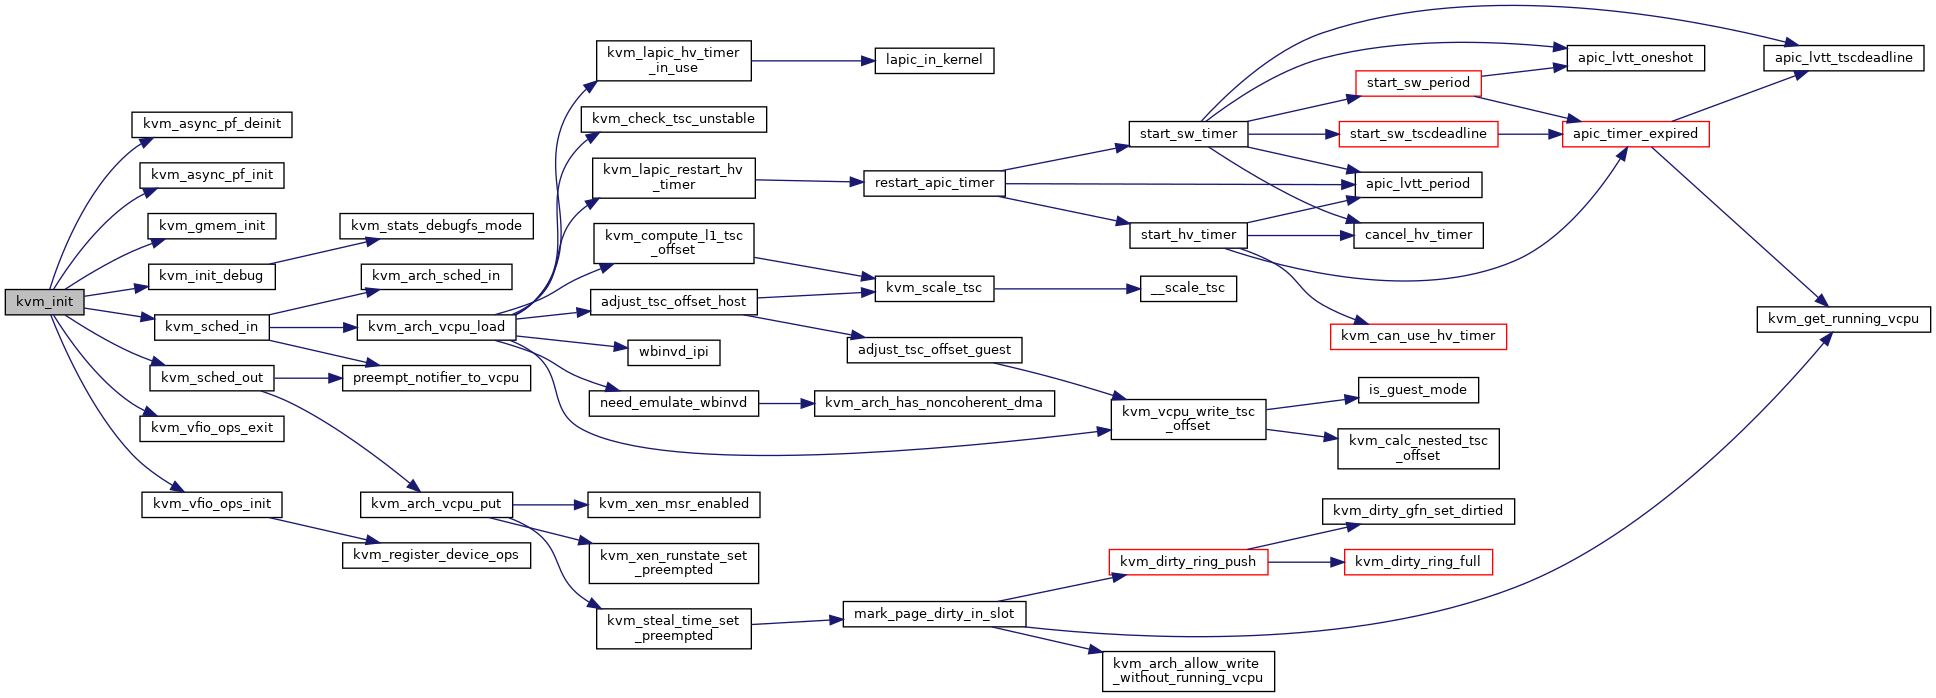 kvm_init
kvm_async_pf_deinit
kvm_async_pf_init
kvm_gmem_init
kvm_init_debug
kvm_sched_in
kvm_sched_out
kvm_vfio_ops_exit
kvm_vfio_ops_init
kvm_stats_debugfs_mode
kvm_arch_sched_in
kvm_arch_vcpu_load
preempt_notifier_to_vcpu
kvm_arch_vcpu_put
kvm_register_device_ops
kvm_lapic_hv_timer
_in_use
kvm_check_tsc_unstable
kvm_lapic_restart_hv
_timer
kvm_compute_l1_tsc
_offset
adjust_tsc_offset_host
wbinvd_ipi
need_emulate_wbinvd
kvm_xen_msr_enabled
kvm_xen_runstate_set
_preempted
kvm_steal_time_set
_preempted
lapic_in_kernel
restart_apic_timer
kvm_scale_tsc
adjust_tsc_offset_guest
kvm_arch_has_noncoherent_dma
mark_page_dirty_in_slot
start_sw_timer
start_hv_timer
__scale_tsc
kvm_vcpu_write_tsc
_offset
kvm_dirty_ring_push
kvm_arch_allow_write
_without_running_vcpu
start_sw_period
start_sw_tscdeadline
apic_lvtt_period
cancel_hv_timer
kvm_can_use_hv_timer
is_guest_mode
kvm_calc_nested_tsc
_offset
kvm_dirty_gfn_set_dirtied
kvm_dirty_ring_full
apic_lvtt_oneshot
apic_timer_expired
apic_lvtt_tscdeadline
kvm_get_running_vcpu